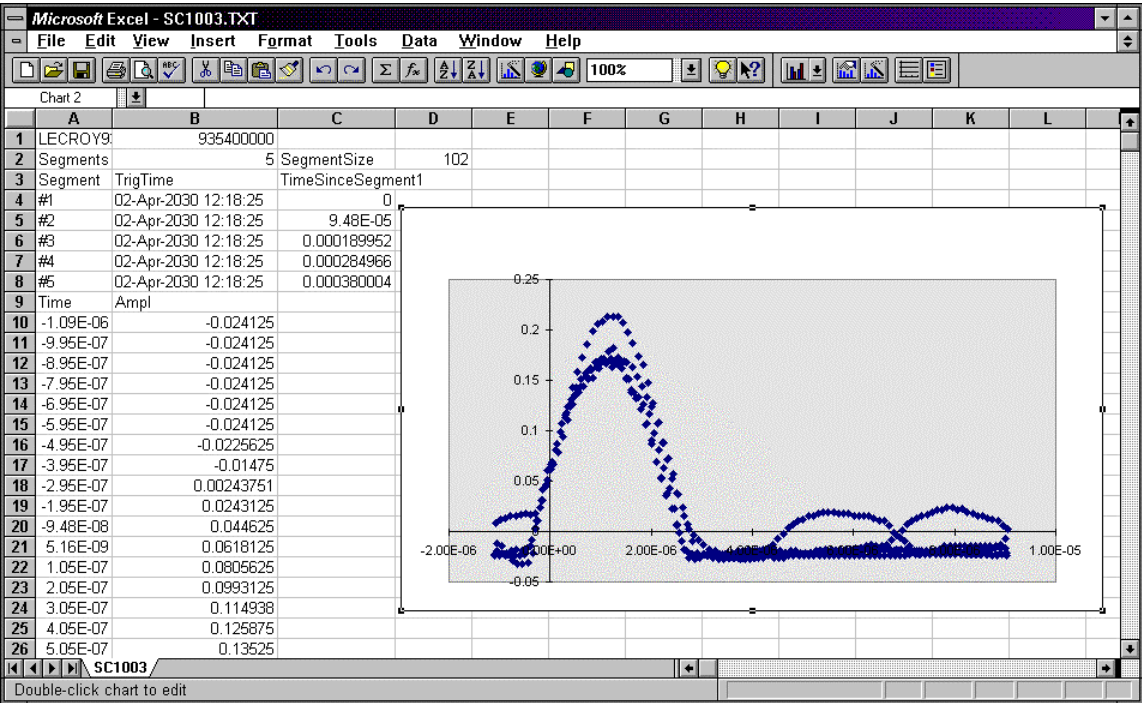 Microsoft Excel - SC1003.TXT
File Edit View Insert Format Tools Data Window Help
ABC Σ fx A Z Z A 100% ?
Chart 2
A B C D E F G H I J K L
1 LECROY9 935400000
2 Segments 5 SegmentSize 102
3 Segment TrigTime TimeSinceSegment1
4 #1 02-Apr-2030 12:18:25 0
5 #2 02-Apr-2030 12:18:25 9.48E-05
6 #3 02-Apr-2030 12:18:25 0.000189952
7 #4 02-Apr-2030 12:18:25 0.000284966
8 #5 02-Apr-2030 12:18:25 0.000380004
9 Time Ampl
10 -1.09E-06 -0.024125
11 -9.95E-07 -0.024125
12 -8.95E-07 -0.024125
13 -7.95E-07 -0.024125
14 -6.95E-07 -0.024125
15 -5.95E-07 -0.024125
16 -4.95E-07 -0.0225625
17 -3.95E-07 -0.01475
18 -2.95E-07 0.00243751
19 -1.95E-07 0.0243125
20 -9.48E-08 0.044625
21 5.16E-09 0.0618125
22 1.05E-07 0.0805625
23 2.05E-07 0.0993125
24 3.05E-07 0.114938
25 4.05E-07 0.125875
26 5.05E-07 0.13525
0.25
0.2
0.15
0.1
0.05
0
-2.00E-06 2.00E-06 1.00E-05
-0.05
SC1003
Double-click chart to edit